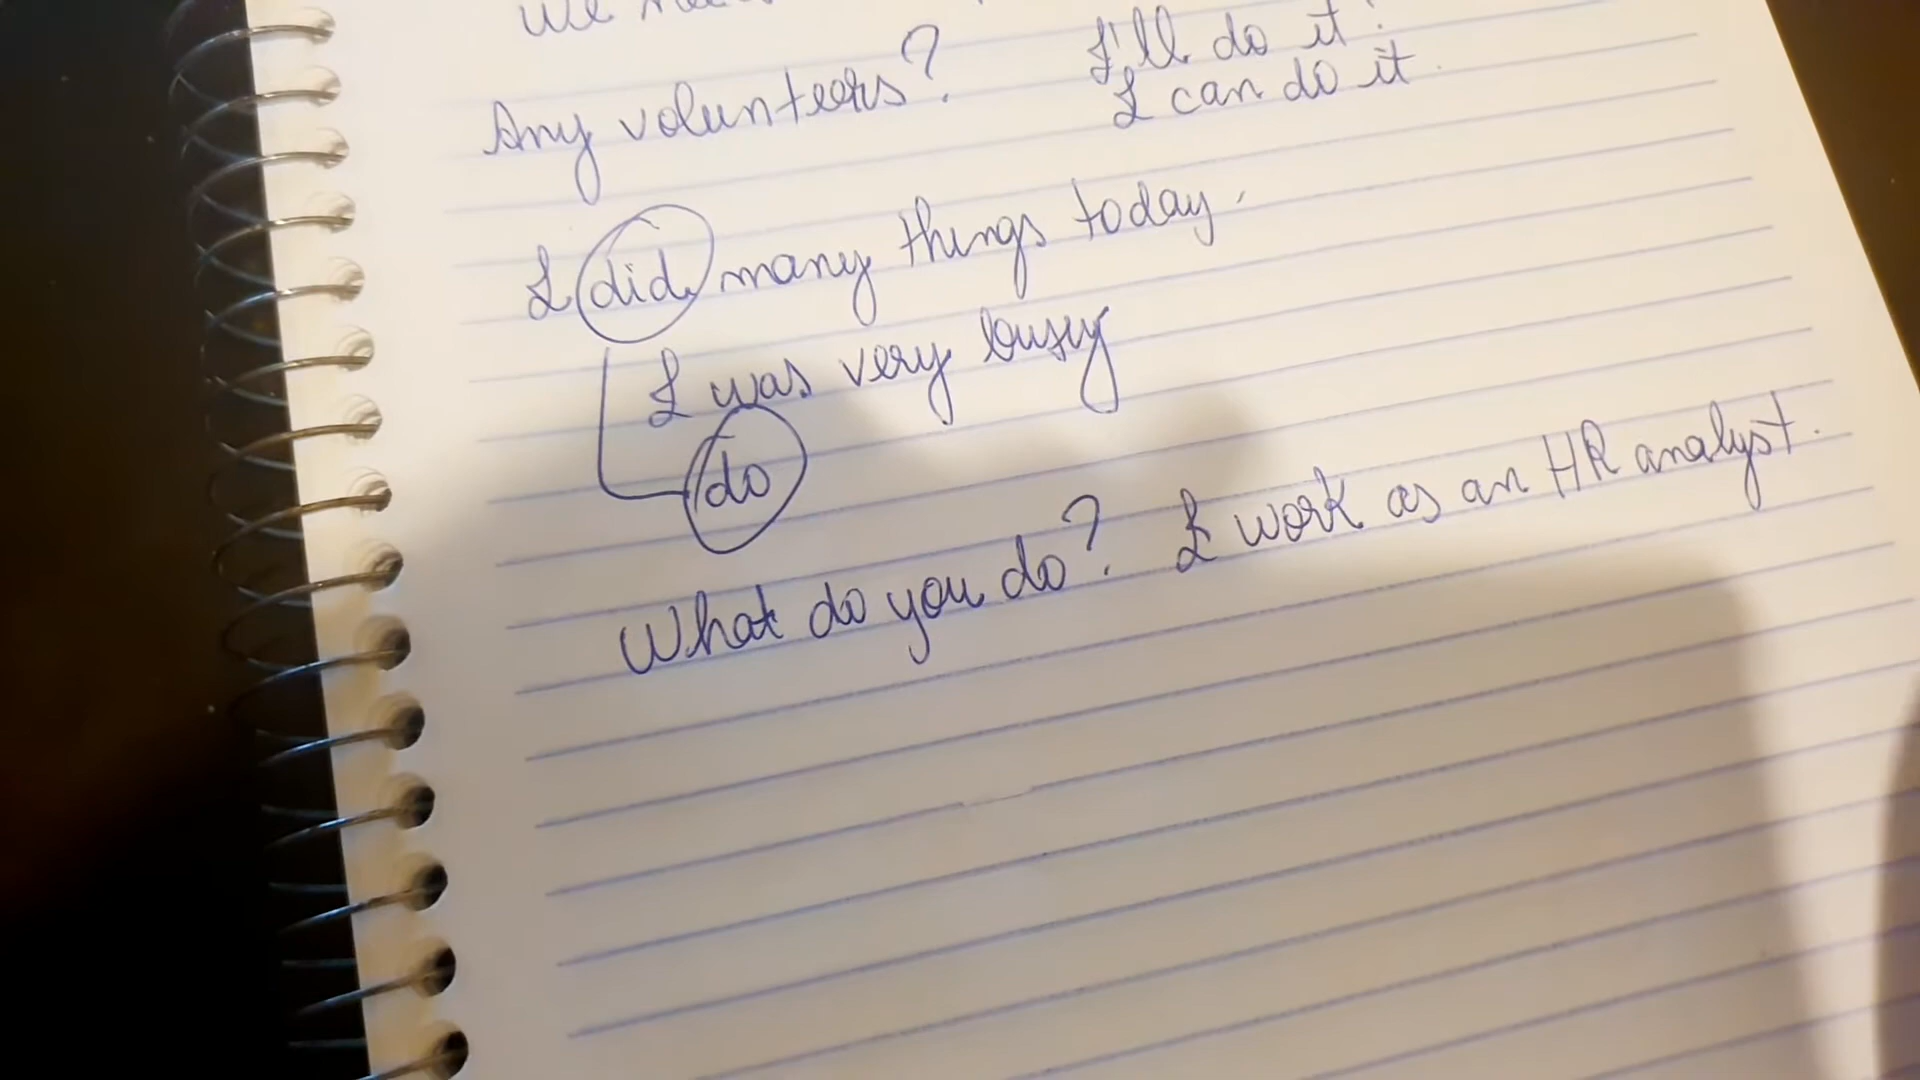 We
I'll do it.
Any volunteers? I can do it.
I did many things today.
I was very busy
do
What do you do? I work as an HR analyst.